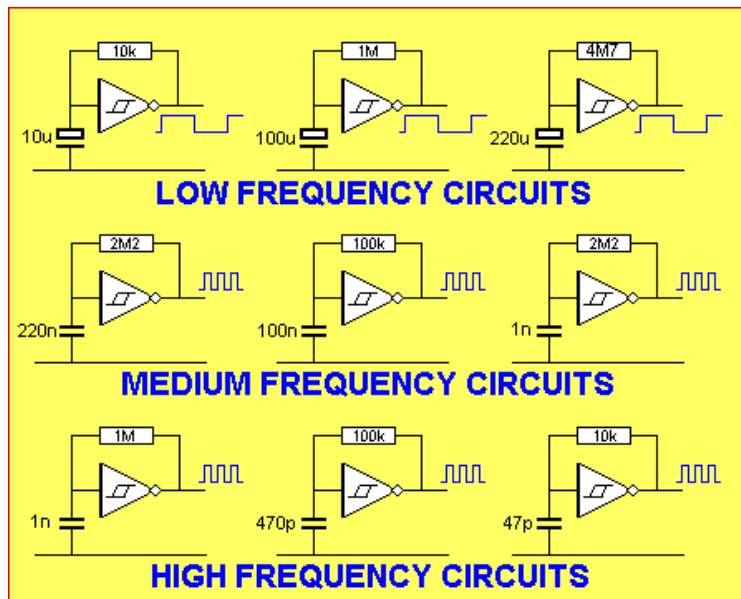 10k 1M 4M7
10u 100u 220u
LOW FREQUENCY CIRCUITS
2M2 100k 2M2
220n 100n 1n
MEDIUM FREQUENCY CIRCUITS
1M 100k 10k
1n 470p 47p
HIGH FREQUENCY CIRCUITS